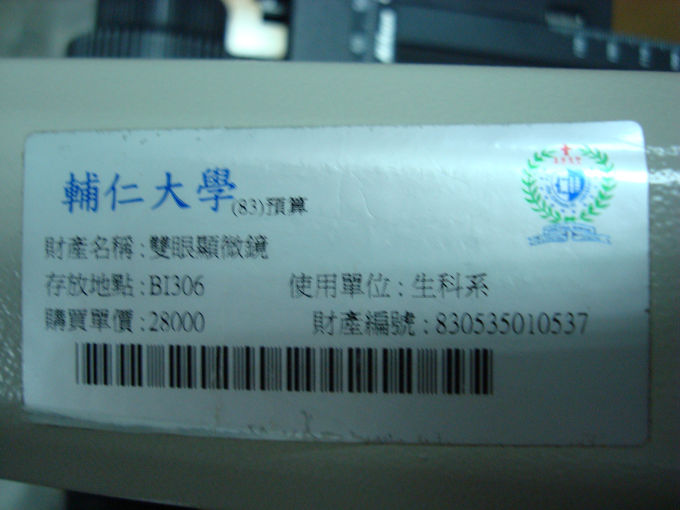 輔仁大學(83)預算
財產名稱：雙眼顯微鏡
存放地點：BI306 使用單位：生科系
購買單價：28000 財產編號：830535010537